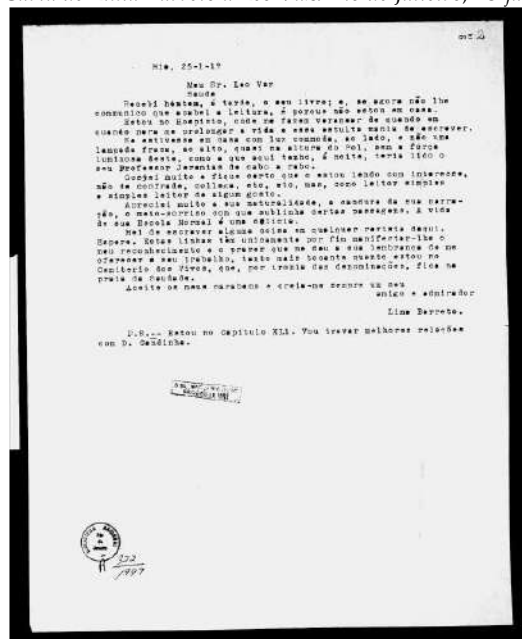 Rio, 25-1-19
Meu Sr. Leo Vaz
Saude
Recebi hontem, á tarde, o seu livro; e, se agora não lhe
communico que acabei a leitura, é porque não estou em casa.
Estou no Hospicio, onde me fazem veranear de quando em
quando para me prolongar a vida e essa estulta mania de escrever.
Se estivesse em casa com luz commoda, ao lado, e não uma
lampada fraca, ao alto, quasi na altura do Sol, sem a força
luminosa deste, como a que aqui tenho, á noite, teria lido o
seu Professor Jeremias de cabo a rabo.
Gostei muito e fique certo que o estou lendo com interesse,
não de confrade, collega, etc, etc, mas, como leitor simples
e simples leitor de algum gosto.
Apreciei muito a sua naturalidade, a candura da sua narra-
ção, o meio-sorriso com que sublinha certas passagens. A vida
de sua Escola Normal é uma delicia.
Hei de escrever alguma coisa em qualquer revista daqui.
Espere. Estas linhas têm unicamente por fim manifestar-lhe o
meu reconhecimento e o prazer que me deu a sua lembrança de me
offerecer o seu trabalho, tanto mais tocante quanto estou no
Cemiterio dos Vivos, que, por ironia das denominações, fica na
praia da Saudade.
Aceite os meus parabens e creia-me sempre um seu
amigo e admirador
Lima Barreto.
P.S.-- Estou no Capitulo XLI. Vou travar melhores relações
com D. Sandinha.
332
1997